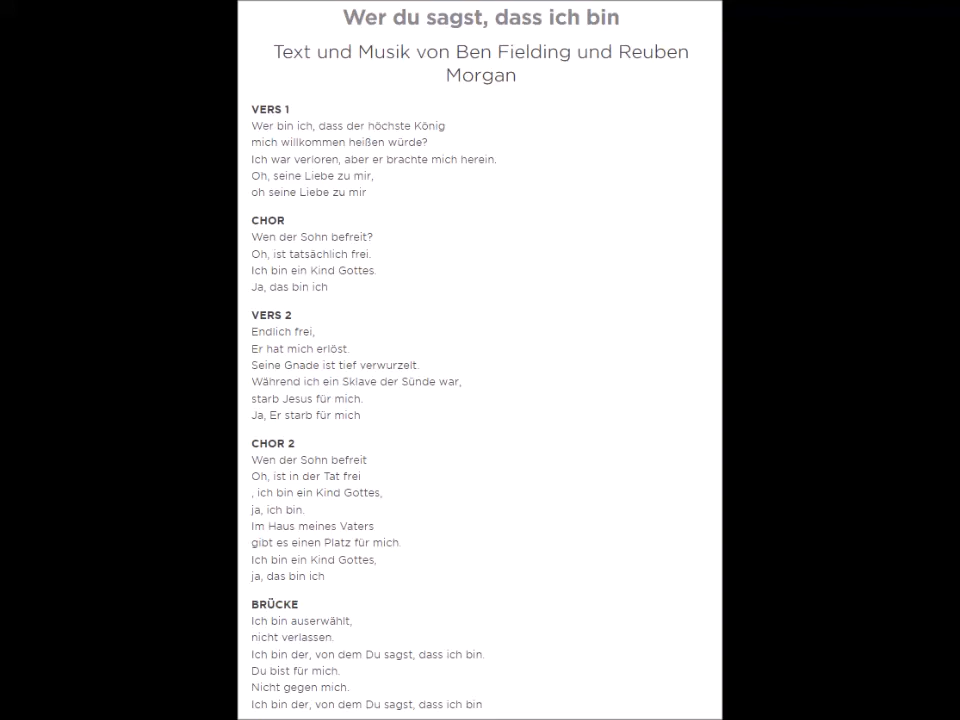 Wer du sagst, dass ich bin
Text und Musik von Ben Fielding und Reuben
Morgan
VERS 1
Wer bin ich, dass der höchste König
mich willkommen heißen würde?
Ich war verloren, aber er brachte mich herein.
Oh, seine Liebe zu mir,
oh seine Liebe zu mir
CHOR
Wen der Sohn befreit?
Oh, ist tatsächlich frei.
Ich bin ein Kind Gottes.
Ja, das bin ich
VERS 2
Endlich frei,
Er hat mich erlöst.
Seine Gnade ist tief verwurzelt.
Während ich ein Sklave der Sünde war,
starb Jesus für mich.
Ja, Er starb für mich
CHOR 2
Wen der Sohn befreit
Oh, ist in der Tat frei
, ich bin ein Kind Gottes,
ja, ich bin.
Im Haus meines Vaters
gibt es einen Platz für mich.
Ich bin ein Kind Gottes,
ja, das bin ich
BRÜCKE
Ich bin auserwählt,
nicht verlassen.
Ich bin der, von dem Du sagst, dass ich bin.
Du bist für mich.
Nicht gegen mich.
Ich bin der, von dem Du sagst, dass ich bin